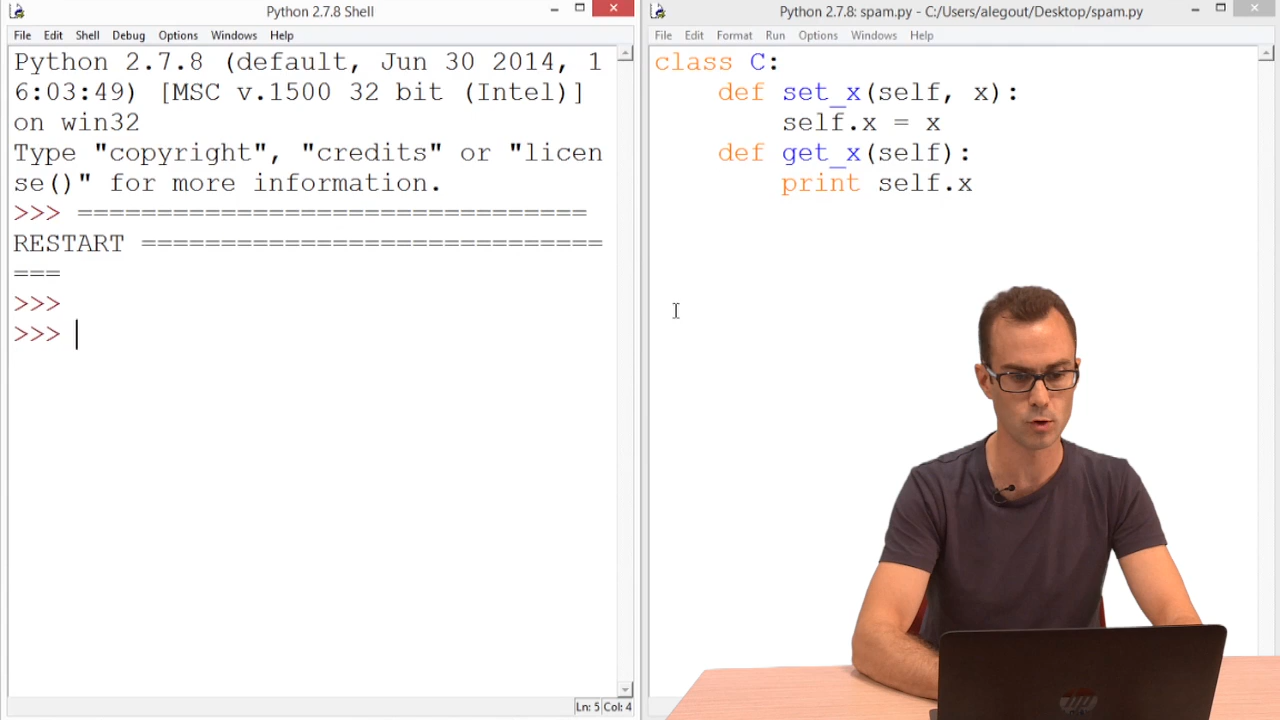 Python 2.7.8 Shell
File Edit Shell Debug Options Windows Help
Python 2.7.8 (default, Jun 30 2014, 1
6:03:49) [MSC v.1500 32 bit (Intel)]
on win32
Type "copyright", "credits" or "licen
se()" for more information.
>>> ================================
RESTART =============================
===
>>>
>>>
Ln: 5 Col: 4
Python 2.7.8: spam.py - C:/Users/alegout/Desktop/spam.py
File Edit Format Run Options Windows Help
class C:
    def set_x(self, x):
        self.x = x
    def get_x(self):
        print self.x
hp